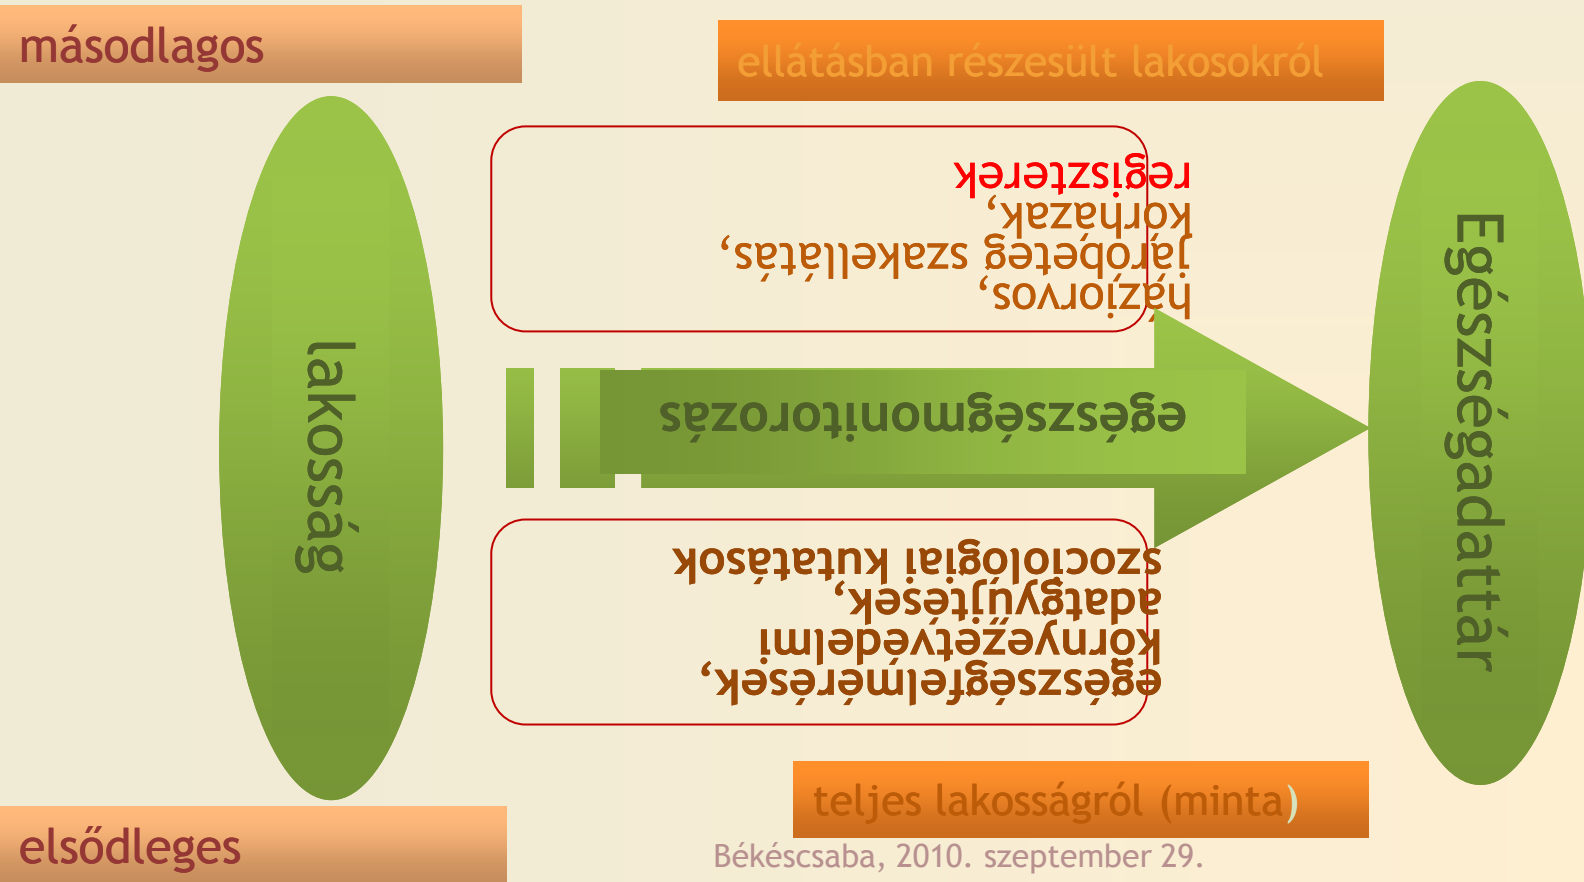 másodlagos
ellátásban részesült lakosokról
háziorvos,
járóbeteg szakellátás,
kórházak,
regiszterek
lakosság
egészségmonitorozás
Egészségadattár
egészségfelmérések,
környezetvédelmi
adatgyűjtések,
szociológiai kutatások
teljes lakosságról (minta)
elsődleges
Békéscsaba, 2010. szeptember 29.